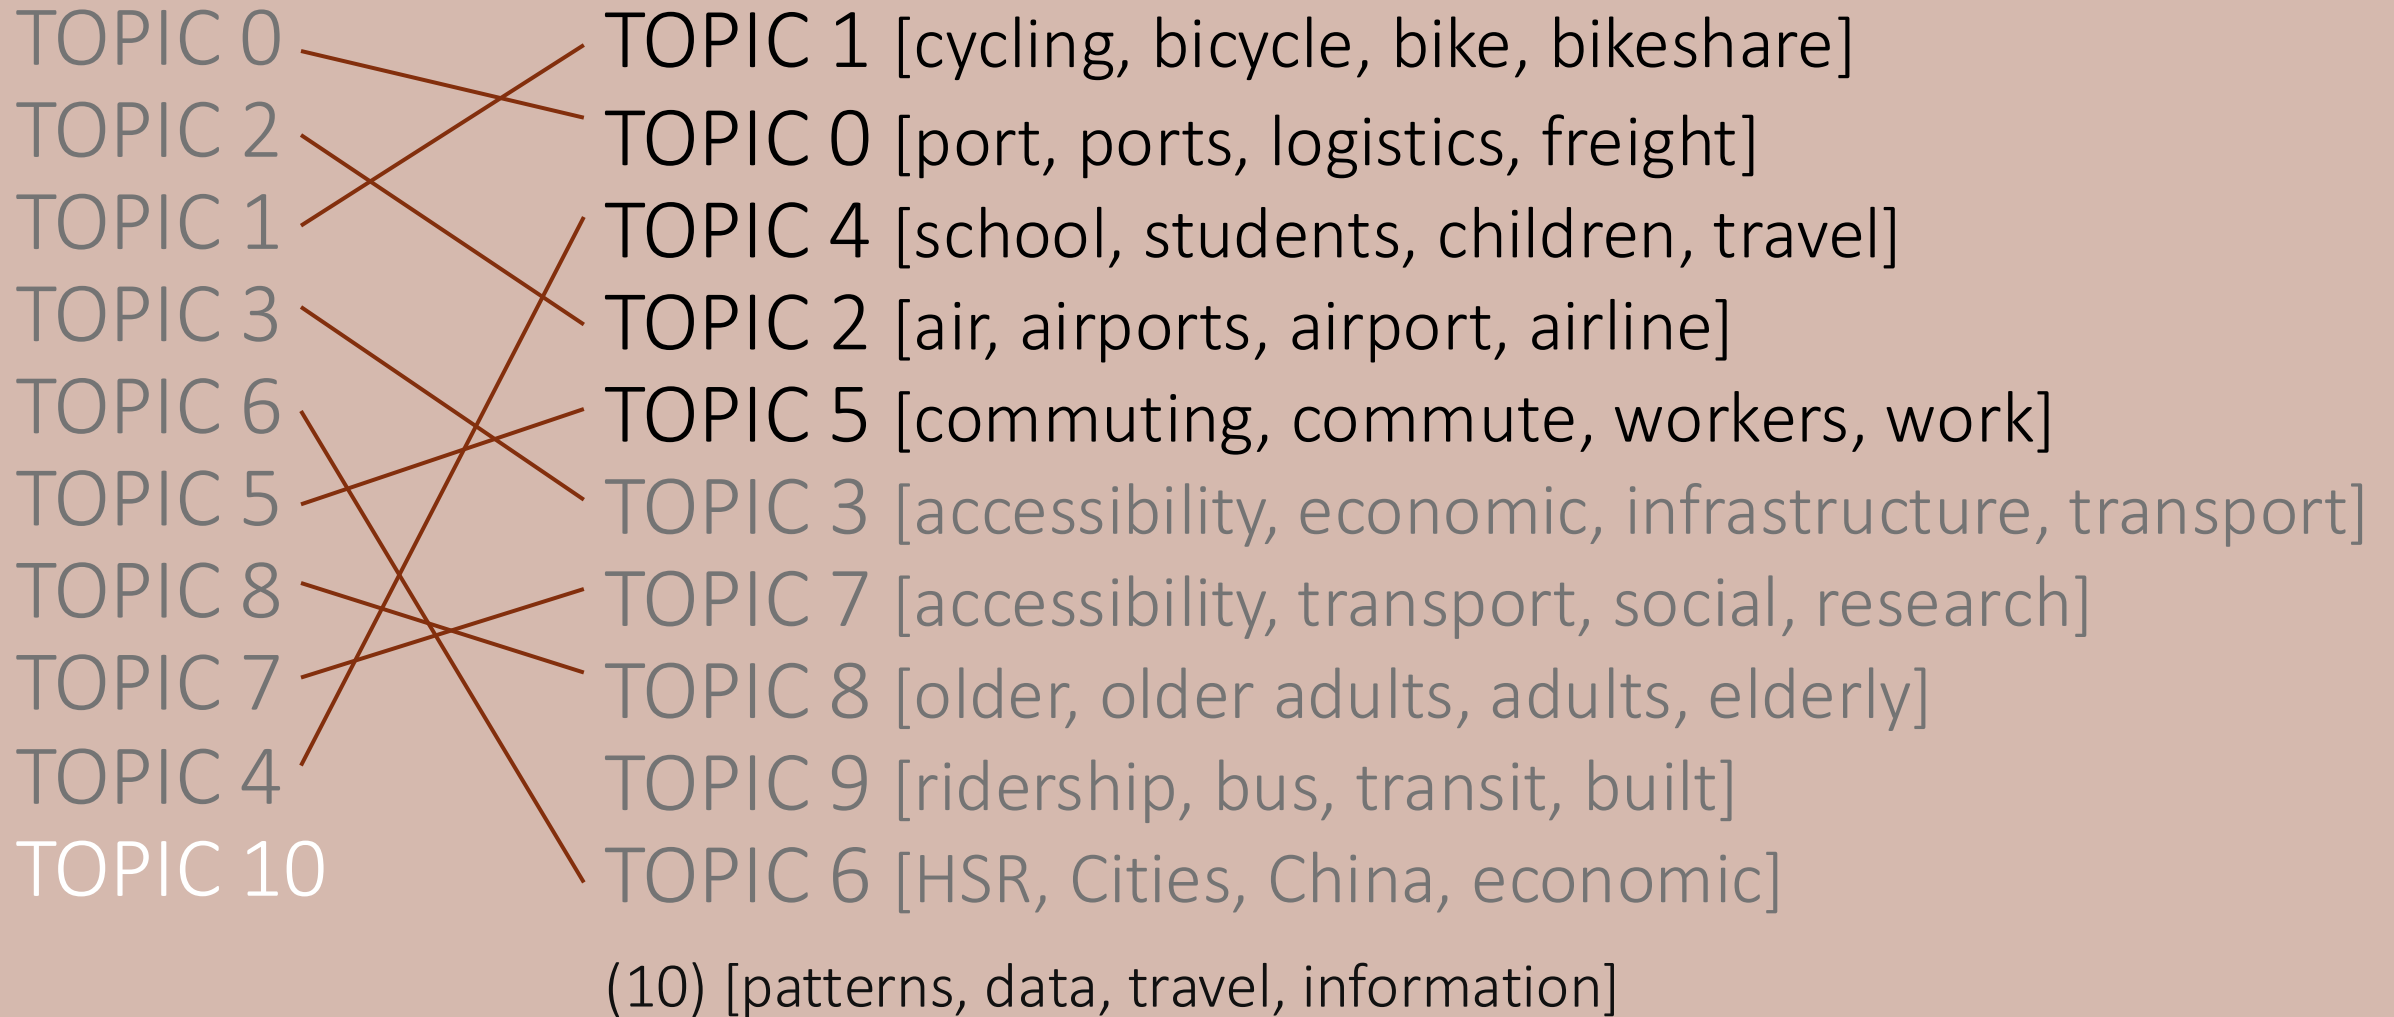 TOPIC 0
TOPIC 2
TOPIC 1
TOPIC 3
TOPIC 6
TOPIC 5
TOPIC 8
TOPIC 7
TOPIC 4
TOPIC 10
TOPIC 1 [cycling, bicycle, bike, bikeshare]
TOPIC 0 [port, ports, logistics, freight]
TOPIC 4 [school, students, children, travel]
TOPIC 2 [air, airports, airport, airline]
TOPIC 5 [commuting, commute, workers, work]
TOPIC 3 [accessibility, economic, infrastructure, transport]
TOPIC 7 [accessibility, transport, social, research]
TOPIC 8 [older, older adults, adults, elderly]
TOPIC 9 [ridership, bus, transit, built]
TOPIC 6 [HSR, Cities, China, economic]
(10) [patterns, data, travel, information]